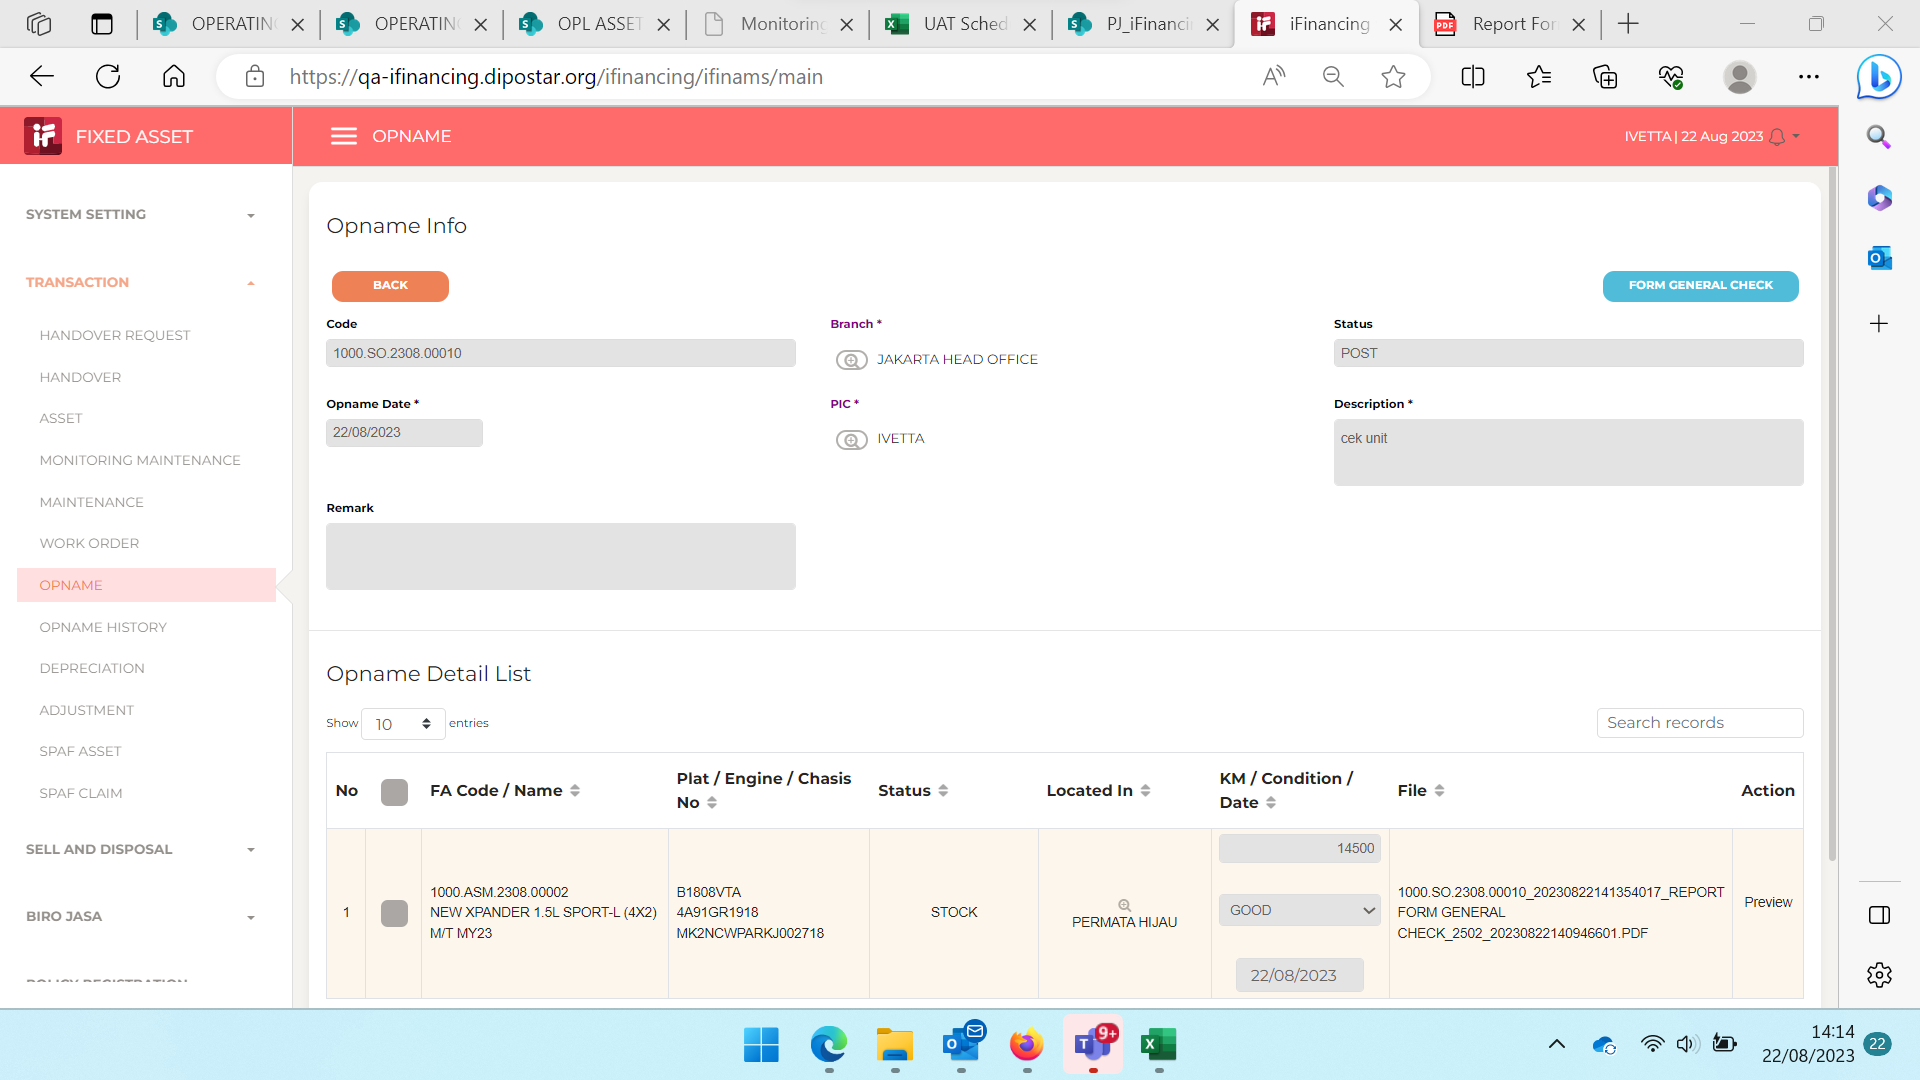 OPERATIN
OPERATIN
OPL ASSET
Monitoring
UAT Sched
PJ_iFinancin
iFinancing
Report For
https://qa-ifinancing.dipostar.org/ifinancing/ifinams/main
FIXED ASSET
OPNAME
IVETTA | 22 Aug 2023
SYSTEM SETTING
TRANSACTION
HANDOVER REQUEST
HANDOVER
ASSET
MONITORING MAINTENANCE
MAINTENANCE
WORK ORDER
OPNAME
OPNAME HISTORY
DEPRECIATION
ADJUSTMENT
SPAF ASSET
SPAF CLAIM
SELL AND DISPOSAL
BIRO JASA
POLICY REGISTRATION
Opname Info
BACK
FORM GENERAL CHECK
Code
Branch *
Status
1000.SO.2308.00010
JAKARTA HEAD OFFICE
POST
Opname Date *
PIC *
Description *
22/08/2023
IVETTA
cek unit
Remark
Opname Detail List
Show 10 entries
Search records
No
FA Code / Name
Plat / Engine / Chasis No
Status
Located In
KM / Condition / Date
File
Action
1
1000.ASM.2308.00002
NEW XPANDER 1.5L SPORT-L (4X2)
M/T MY23
B1808VTA
4A91GR1918
MK2NCWPARKJ002718
STOCK
PERMATA HIJAU
14500
GOOD
22/08/2023
1000.SO.2308.00010_20230822141354017_REPORT
FORM GENERAL
CHECK_2502_20230822140946601.PDF
Preview
9+
14:14
22/08/2023
22